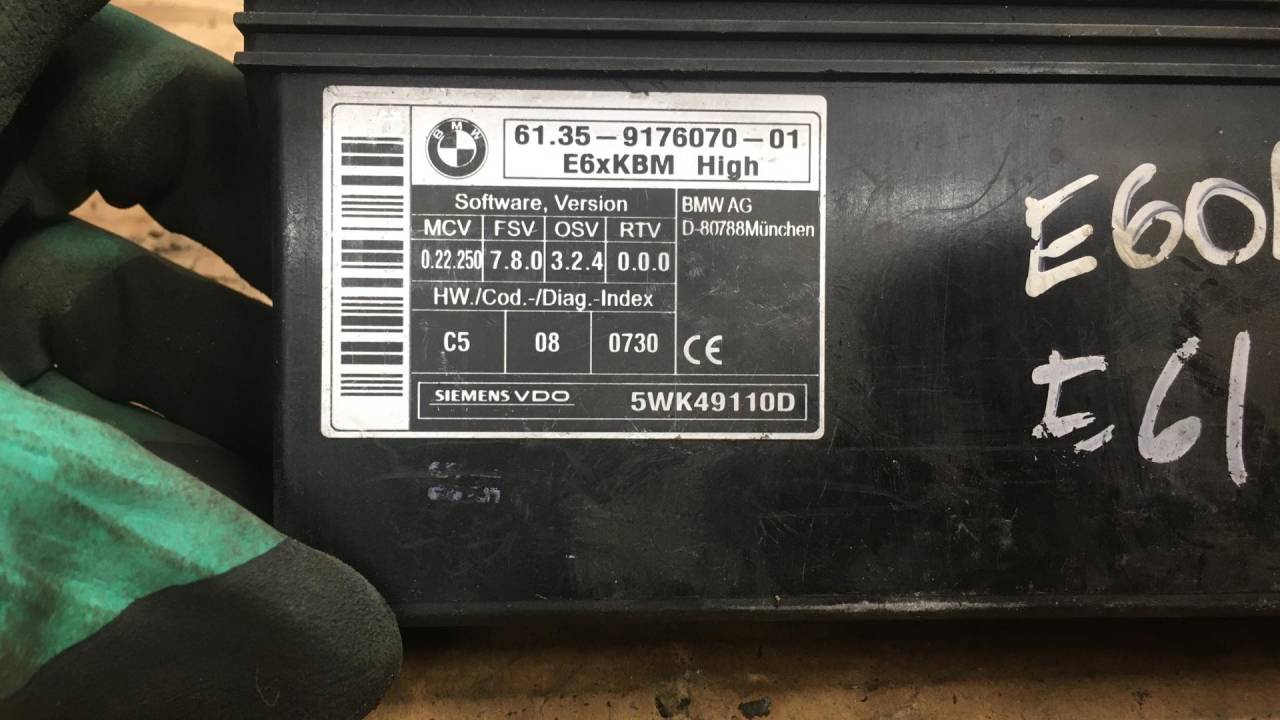 BMW
61.35-9176070-01
E6xKBM High
Software, Version
MCV FSV OSV RTV
0.22.250 7.8.0 3.2.4 0.0.0
HW./Cod.-/Diag.-Index
C5 08 0730
BMW AG
D-80788München
CE
SIEMENS VDO 5WK49110D
E60
E61